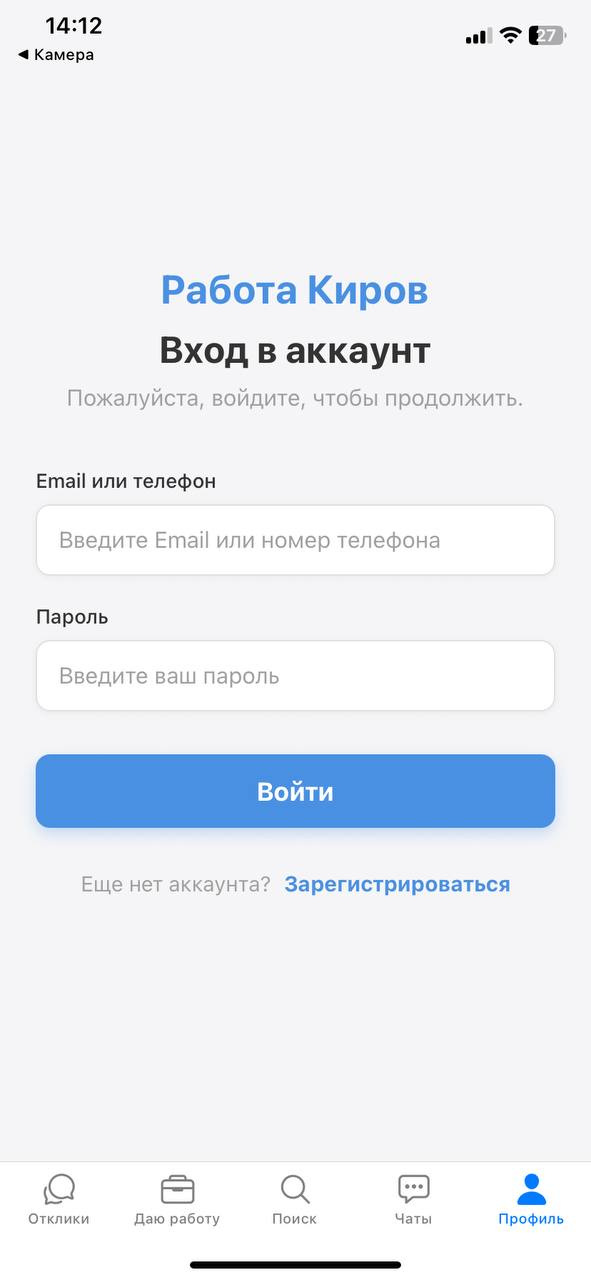 14:12
27
◀ Камера
Работа Киров
Вход в аккаунт
Пожалуйста, войдите, чтобы продолжить.
Email или телефон
Введите Email или номер телефона
Пароль
Введите ваш пароль
Войти
Еще нет аккаунта? Зарегистрироваться
Отклики Даю работу Поиск Чаты Профиль